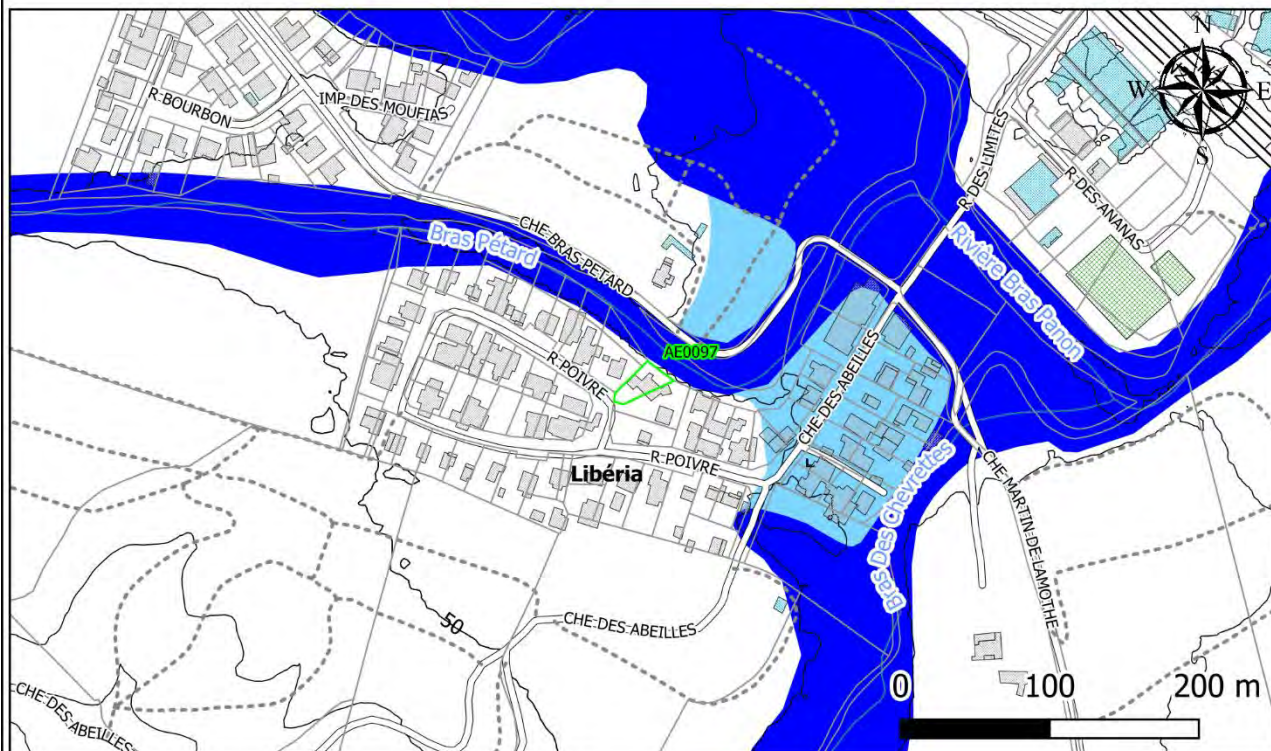 N
W
E
S
R. BOURBON
IMP DES MOUFIAS
R. DES LIMITES
R. DES ANANAS
CHE BRAS PETARD
Bras Pétard
Rivière Bras Panon
AE0097
R. POIVRE
CHE DES ABEILLES
R. POIVRE
Libéria
Bras Des Chevrettes
CHE MARTIN DE LAMOTHE
50
CHE DES ABEILLES
CHE DES ABEILLES
0 100 200 m